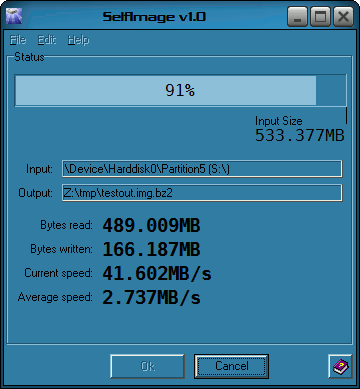 SelfImage v1.0
File Edit Help
Status
91%
Input Size
533.377MB
Input: \Device\Harddisk0\Partition5 (S:\)
Output: Z:\tmp\testout.img.bz2
Bytes read: 489.009MB
Bytes written: 166.187MB
Current speed: 41.602MB/s
Average speed: 2.737MB/s
Ok Cancel